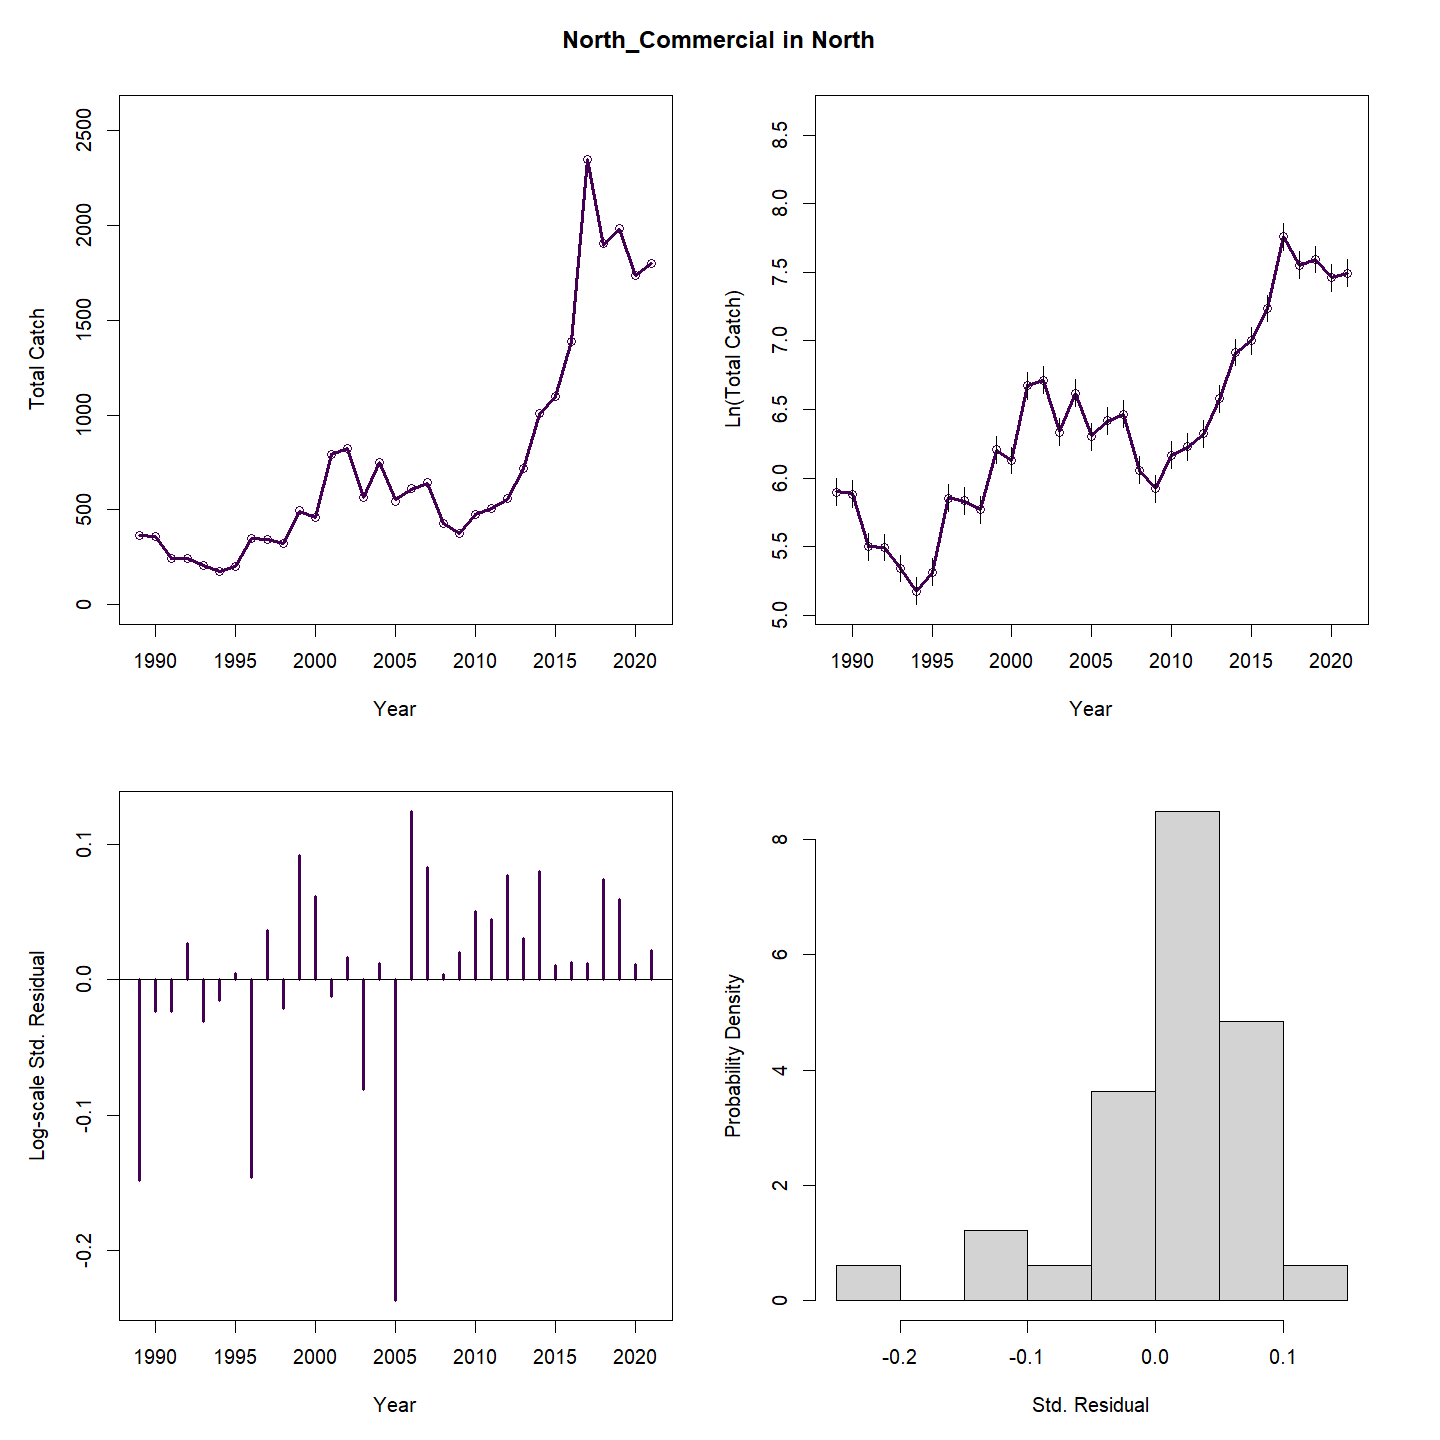 North_Commercial in North
Total Catch
0 500 1000 1500 2000 2500
1990 1995 2000 2005 2010 2015 2020
Year
Ln(Total Catch)
5.0 5.5 6.0 6.5 7.0 7.5 8.0 8.5
1990 1995 2000 2005 2010 2015 2020
Year
Log-scale Std. Residual
-0.2 -0.1 0.0 0.1
1990 1995 2000 2005 2010 2015 2020
Year
Probability Density
0 2 4 6 8
-0.2 -0.1 0.0 0.1
Std. Residual